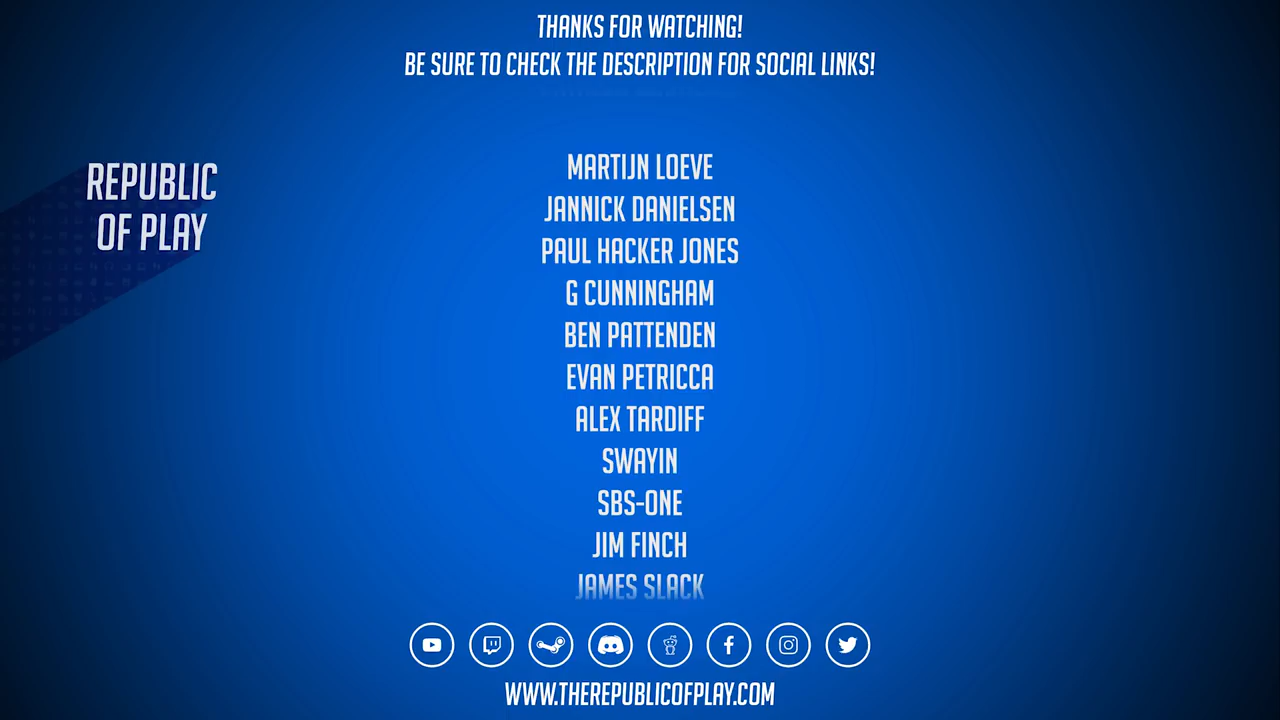 THANKS FOR WATCHING!
BE SURE TO CHECK THE DESCRIPTION FOR SOCIAL LINKS!
REPUBLIC
OF PLAY
MARTIJN LOEVE
JANNICK DANIELSEN
PAUL HACKER JONES
G CUNNINGHAM
BEN PATTENDEN
EVAN PETRICCA
ALEX TARDIFF
SWAYIN
SBS-ONE
JIM FINCH
JAMES SLACK
WWW.THEREPUBLICOFPLAY.COM